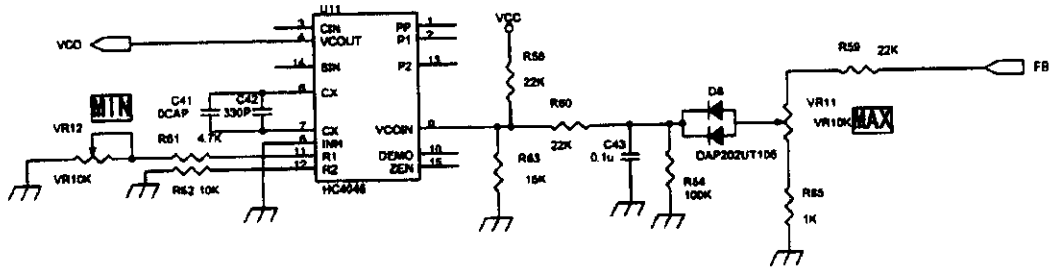 U11
3
CIN
PP
1
4
VCOUT
P1
2
VCO
14
SIN
P2
13
6
CX
C41
0CAP
C42
330P
7
CX
VCOIN
9
5
INH
11
R1
DEMO
10
12
R2
ZEN
15
HC4046
MIN
VR12
VR10K
R61
4.7K
R62 10K
VCC
R58
22K
R60
22K
R63
15K
C43
0.1u
R64
100K
D8
DAP202UT106
R59
22K
FB
VR11
VR10K
MAX
R65
1K